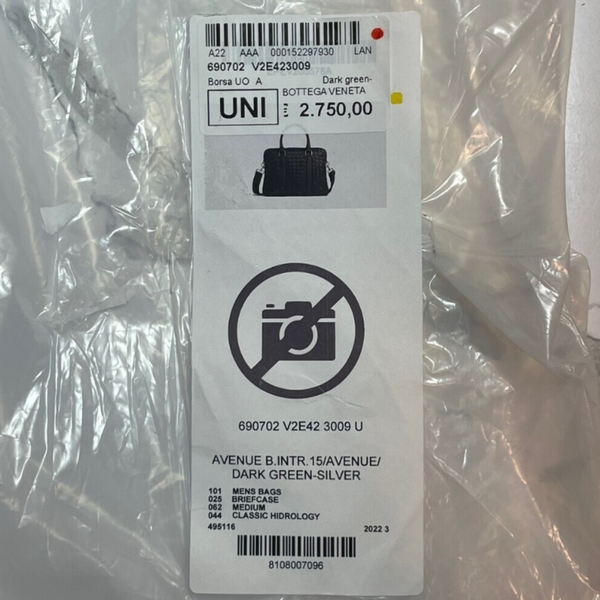 A22 AAA 000152297930 LAN
690702 V2E423009
Borsa UO A Dark green-
BOTTEGA VENETA
UNI 2.750,00
690702 V2E42 3009 U
AVENUE B.INTR.15/AVENUE/
DARK GREEN-SILVER
101 MENS BAGS
025 BRIEFCASE
062 MEDIUM
044 CLASSIC HIDROLOGY
495116 2022 3
8108007096